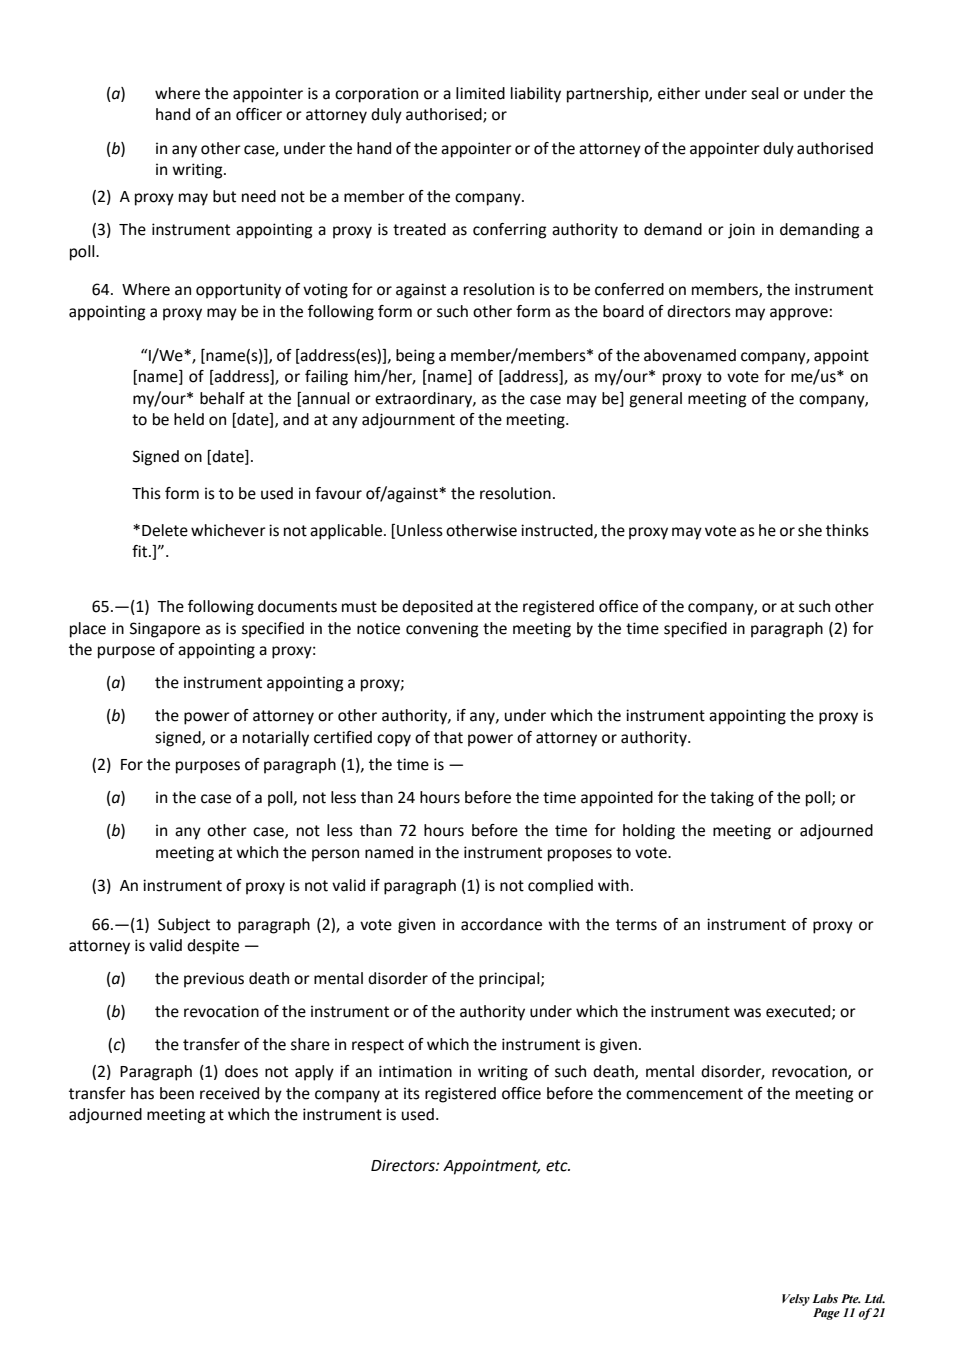 (a) where the appointer is a corporation or a limited liability partnership, either under seal or under the
hand of an officer or attorney duly authorised; or
(b) in any other case, under the hand of the appointer or of the attorney of the appointer duly authorised
in writing.
(2) A proxy may but need not be a member of the company.
(3) The instrument appointing a proxy is treated as conferring authority to demand or join in demanding a
poll.
64. Where an opportunity of voting for or against a resolution is to be conferred on members, the instrument
appointing a proxy may be in the following form or such other form as the board of directors may approve:
“I/We*, [name(s)], of [address(es)], being a member/members* of the abovenamed company, appoint
[name] of [address], or failing him/her, [name] of [address], as my/our* proxy to vote for me/us* on
my/our* behalf at the [annual or extraordinary, as the case may be] general meeting of the company,
to be held on [date], and at any adjournment of the meeting.
Signed on [date].
This form is to be used in favour of/against* the resolution.
*Delete whichever is not applicable. [Unless otherwise instructed, the proxy may vote as he or she thinks
fit.]”.
65.—(1) The following documents must be deposited at the registered office of the company, or at such other
place in Singapore as is specified in the notice convening the meeting by the time specified in paragraph (2) for
the purpose of appointing a proxy:
(a) the instrument appointing a proxy;
(b) the power of attorney or other authority, if any, under which the instrument appointing the proxy is
signed, or a notarially certified copy of that power of attorney or authority.
(2) For the purposes of paragraph (1), the time is —
(a) in the case of a poll, not less than 24 hours before the time appointed for the taking of the poll; or
(b) in any other case, not less than 72 hours before the time for holding the meeting or adjourned
meeting at which the person named in the instrument proposes to vote.
(3) An instrument of proxy is not valid if paragraph (1) is not complied with.
66.—(1) Subject to paragraph (2), a vote given in accordance with the terms of an instrument of proxy or
attorney is valid despite —
(a) the previous death or mental disorder of the principal;
(b) the revocation of the instrument or of the authority under which the instrument was executed; or
(c) the transfer of the share in respect of which the instrument is given.
(2) Paragraph (1) does not apply if an intimation in writing of such death, mental disorder, revocation, or
transfer has been received by the company at its registered office before the commencement of the meeting or
adjourned meeting at which the instrument is used.
Directors: Appointment, etc.
Velsy Labs Pte. Ltd.
Page 11 of 21